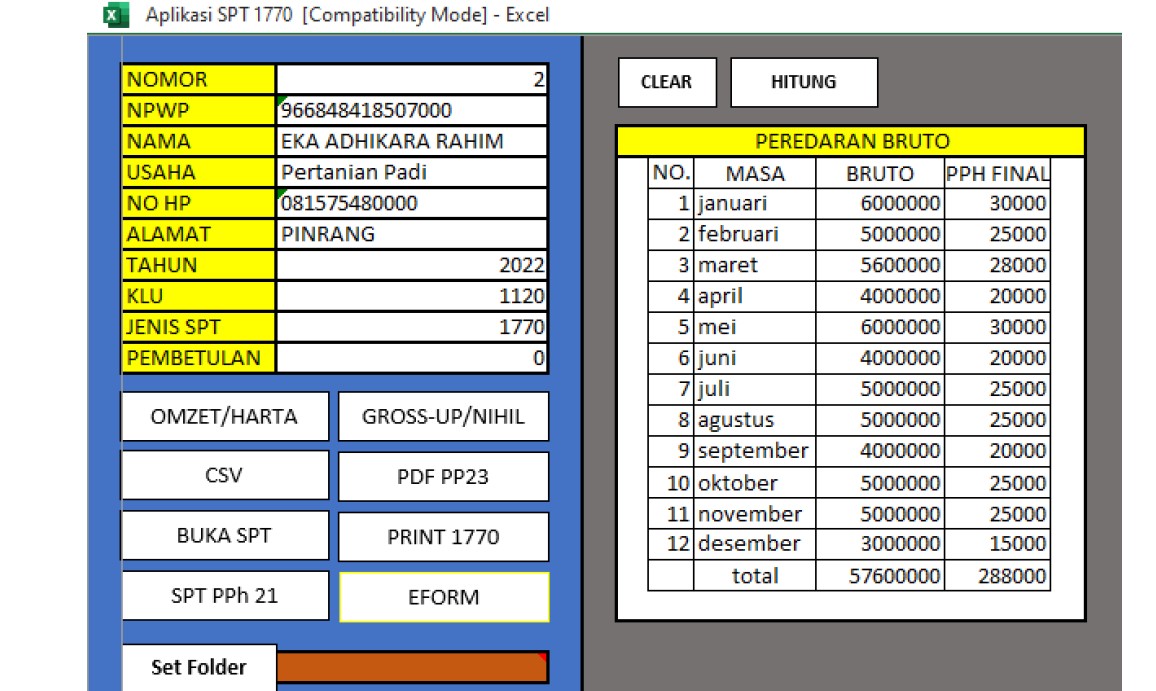 Aplikasi SPT 1770 [Compatibility Mode] - Excel
NOMOR 2
NPWP 966848418507000
NAMA EKA ADHIKARA RAHIM
USAHA Pertanian Padi
NO HP 081575480000
ALAMAT PINRANG
TAHUN 2022
KLU 1120
JENIS SPT 1770
PEMBETULAN 0
OMZET/HARTA GROSS-UP/NIHIL
CSV PDF PP23
BUKA SPT PRINT 1770
SPT PPh 21 EFORM
Set Folder
CLEAR HITUNG
PEREDARAN BRUTO
NO. MASA BRUTO PPH FINAL
1 januari 6000000 30000
2 februari 5000000 25000
3 maret 5600000 28000
4 april 4000000 20000
5 mei 6000000 30000
6 juni 4000000 20000
7 juli 5000000 25000
8 agustus 5000000 25000
9 september 4000000 20000
10 oktober 5000000 25000
11 november 5000000 25000
12 desember 3000000 15000
total 57600000 288000